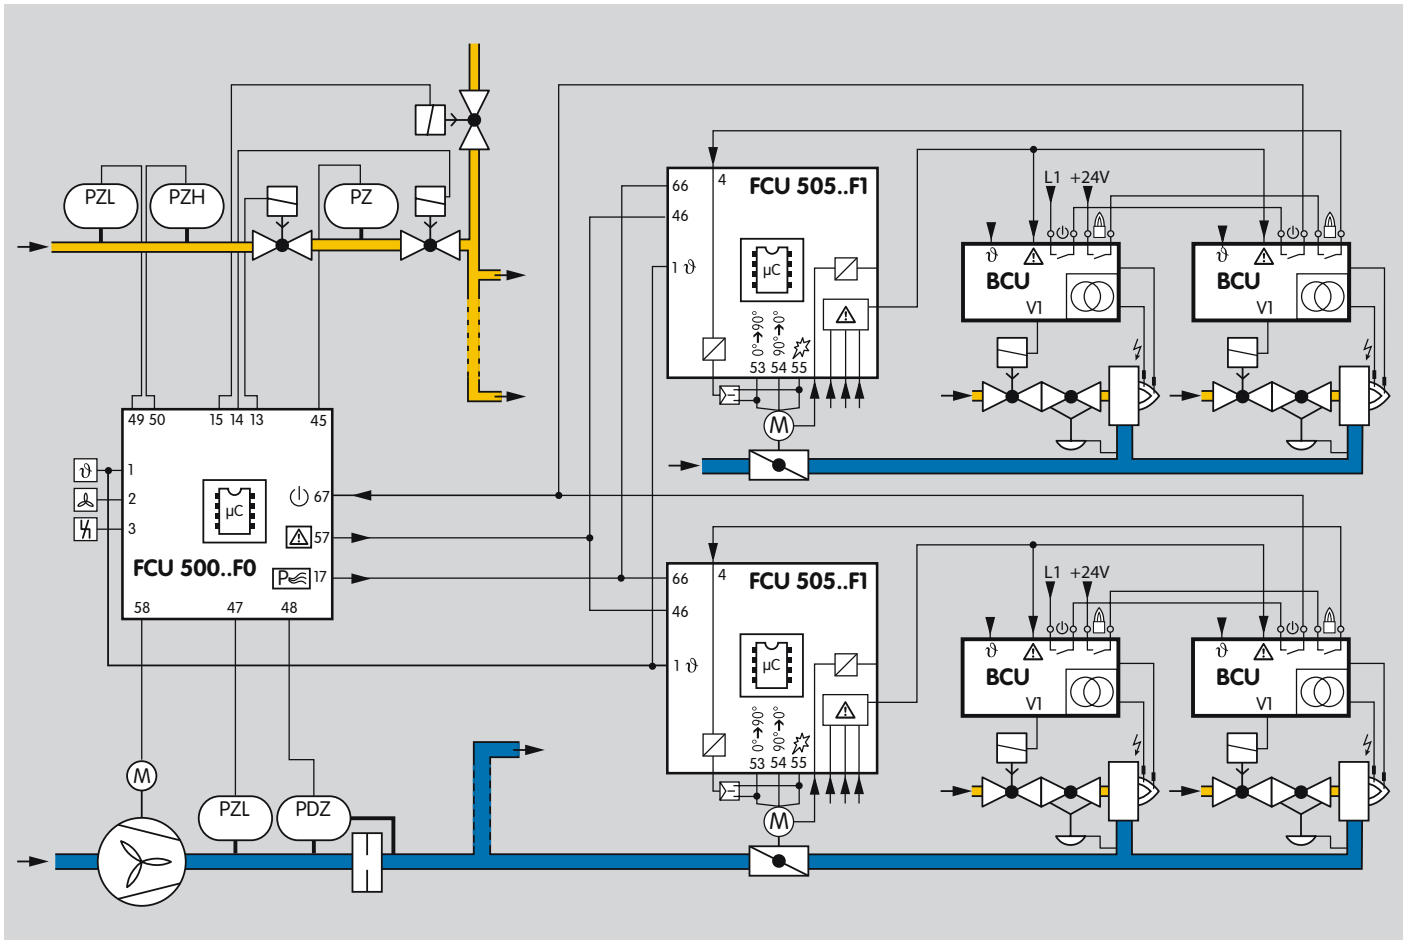 PZL PZH PZ
49 50 15 14 13 45
1
2
3
µC
67
57
P 17
FCU 500..F0
58 47 48
M
PZL PDZ
66 4 FCU 505..F1
46
1 ϑ
µC
0°→90° 90°→0°
53 54 55
M
L1 +24V
ϑ
BCU
V1
ϑ
BCU
V1
66 4 FCU 505..F1
46
1 ϑ
µC
0°→90° 90°→0°
53 54 55
M
L1 +24V
ϑ
BCU
V1
ϑ
BCU
V1
ϑ